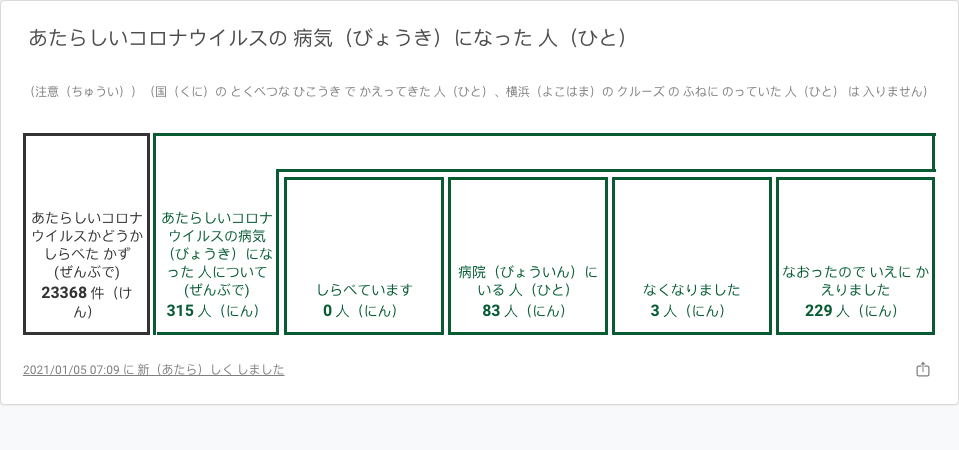 あたらしいコロナウイルスの 病気（びょうき）になった 人（ひと）
（注意（ちゅうい））（国（くに）の とくべつな ひこうき で かえってきた 人（ひと）、横浜（よこはま）の クルーズ の ふねに のっていた 人（ひと） は 入りません）
あたらしいコロナ
ウイルスかどうか
しらべた かず
(ぜんぶで)
23368 件（け
ん）
あたらしいコロナ
ウイルスの病気
（びょうき）にな
った 人について
(ぜんぶで)
315 人（にん）
しらべています
0 人（にん）
病院（びょういん）に
いる 人（ひと）
83 人（にん）
なくなりました
3 人（にん）
なおったので いえに か
えりました
229 人（にん）
2021/01/05 07:09 に 新（あたら）しく しました